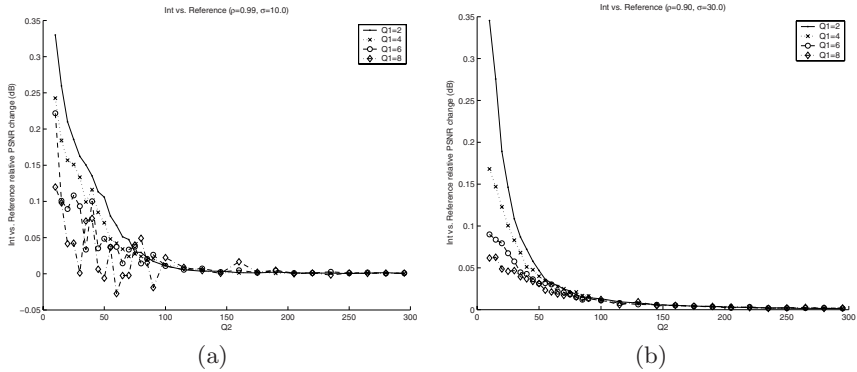 Int vs. Reference (ρ=0.99, σ=10.0)
Int vs. Reference relative PSNR change (dB)
0.35
0.3
0.25
0.2
0.15
0.1
0.05
0
−0.05
0
50
100
150
200
250
300
Q2
Q1=2
Q1=4
Q1=6
Q1=8
(a)
Int vs. Reference (ρ=0.90, σ=30.0)
Int vs. Reference relative PSNR change (dB)
0.35
0.3
0.25
0.2
0.15
0.1
0.05
0
0
50
100
150
200
250
300
Q2
Q1=2
Q1=4
Q1=6
Q1=8
(b)